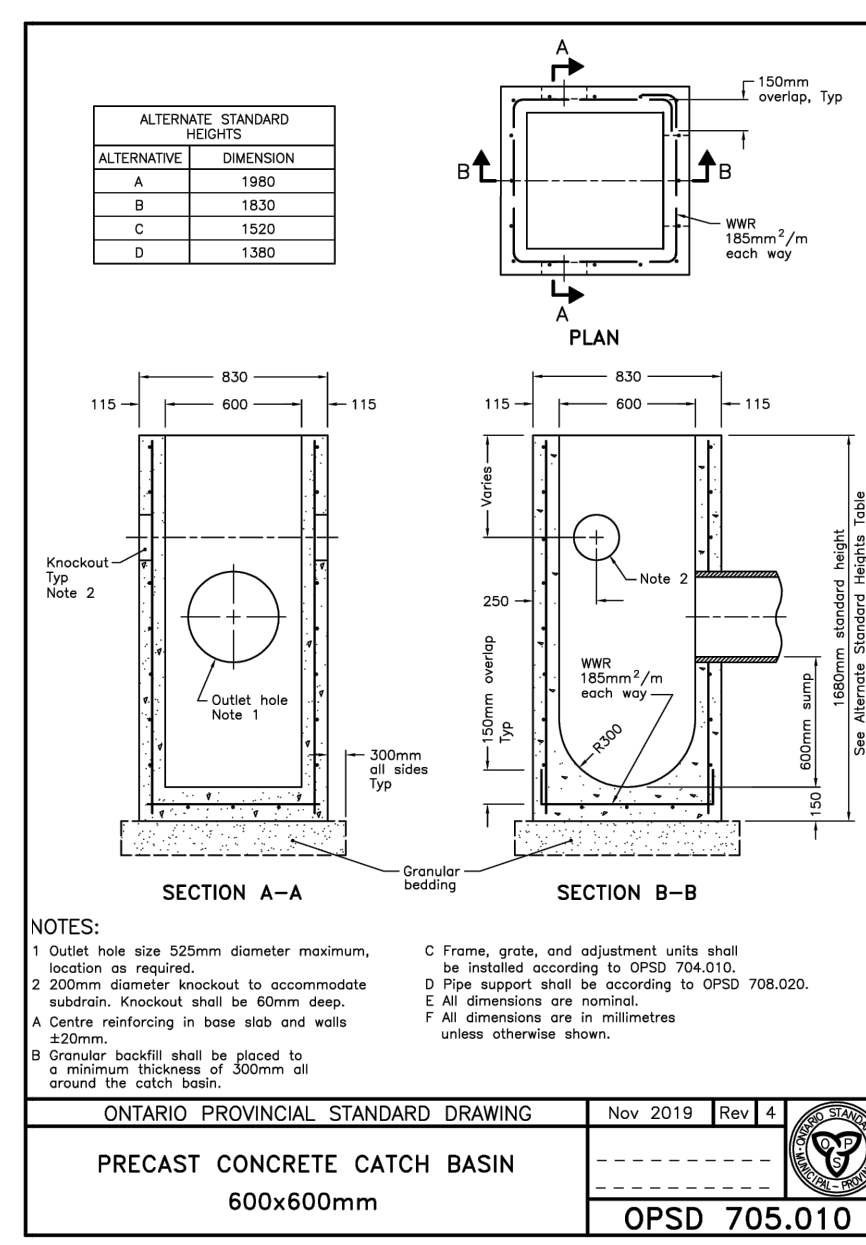 ALTERNATE STANDARD
HEIGHTS
ALTERNATIVE DIMENSION
A 1980
B 1830
C 1520
D 1380
A
150mm
overlap, Typ
B B
WWR
185mm²/m
each way
A
PLAN
830
115 600 115
Knockout
Typ
Note 2
Outlet hole
Note 1
300mm
all sides
Typ
SECTION A-A
830
115 600 115
Varies
Note 2
250
150mm overlap
Typ
WWR
185mm²/m
each way
R300
600mm sump
150
1680mm standard height
See Alternate Standard Heights Table
Granular
bedding
SECTION B-B
NOTES:
1 Outlet hole size 525mm diameter maximum,
location as required.
2 200mm diameter knockout to accommodate
subdrain. Knockout shall be 60mm deep.
A Centre reinforcing in base slab and walls
±20mm.
B Granular backfill shall be placed to
a minimum thickness of 300mm all
around the catch basin.
C Frame, grate, and adjustment units shall
be installed according to OPSD 704.010.
D Pipe support shall be according to OPSD 708.020.
E All dimensions are nominal.
F All dimensions are in millimetres
unless otherwise shown.
ONTARIO PROVINCIAL STANDARD DRAWING
Nov 2019 Rev 4
PRECAST CONCRETE CATCH BASIN
600x600mm
OPSD 705.010
O P
S